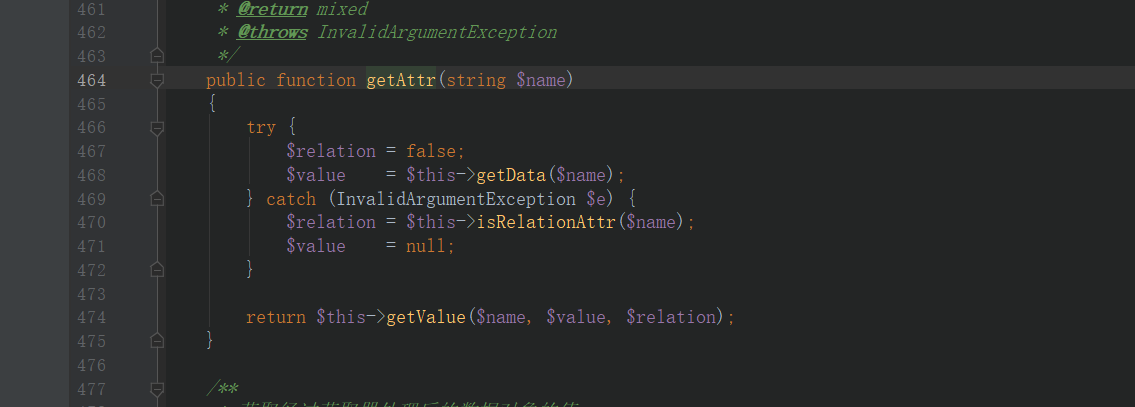 461 * @return mixed
462 * @throws InvalidArgumentException
463 */
464 public function getAttr(string $name)
465 {
466 try {
467 $relation = false;
468 $value = $this->getData($name);
469 } catch (InvalidArgumentException $e) {
470 $relation = $this->isRelationAttr($name);
471 $value = null;
472 }
473
474 return $this->getValue($name, $value, $relation);
475 }
476
477 /**